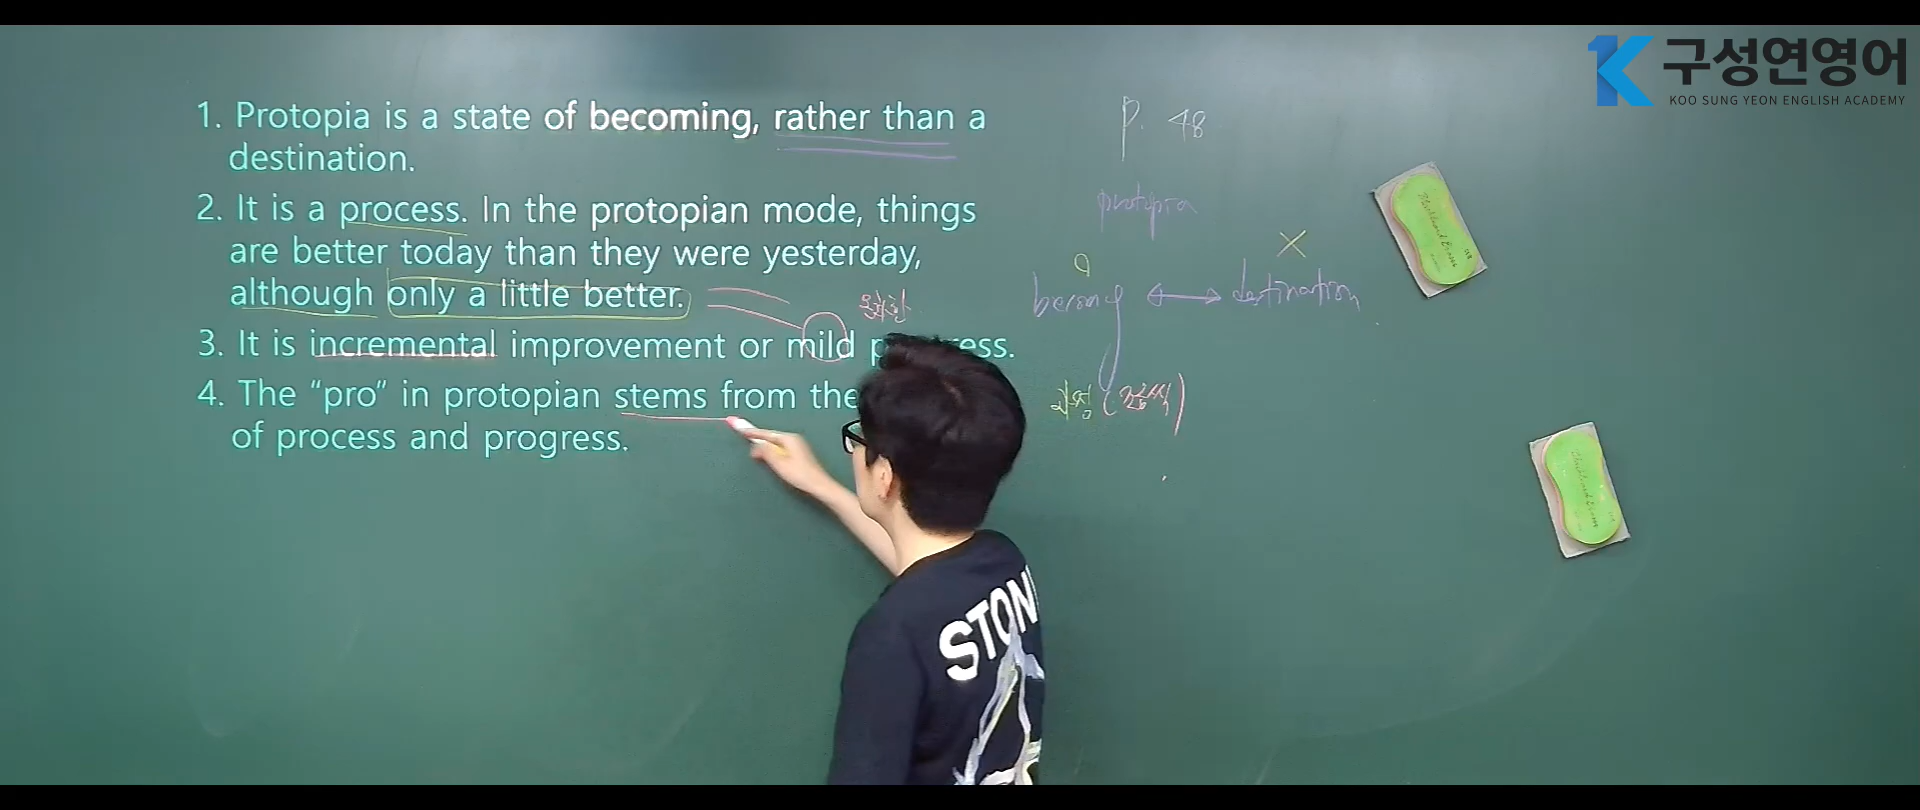 구성연영어
KOO SUNG YEON ENGLISH ACADEMY
1. Protopia is a state of becoming, rather than a
destination.
2. It is a process. In the protopian mode, things
are better today than they were yesterday,
although only a little better.
3. It is incremental improvement or mild
4. The “pro” in protopian stems from the
of process and progress.
P. 48
protopia
X
destination
과정
STON